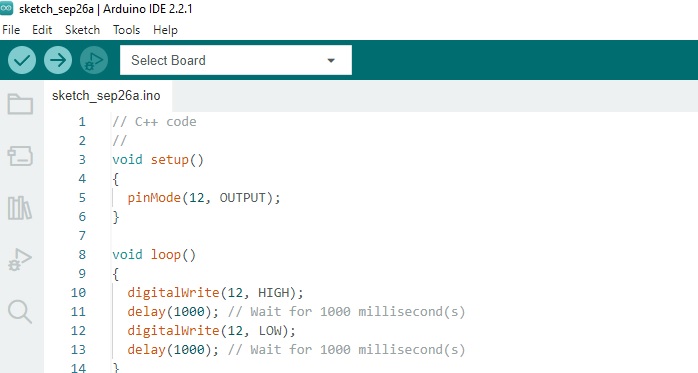 sketch_sep26a | Arduino IDE 2.2.1
File Edit Sketch Tools Help
Select Board
sketch_sep26a.ino
1 // C++ code
2 //
3 void setup()
4 {
5 pinMode(12, OUTPUT);
6 }
7
8 void loop()
9 {
10 digitalWrite(12, HIGH);
11 delay(1000); // Wait for 1000 millisecond(s)
12 digitalWrite(12, LOW);
13 delay(1000); // Wait for 1000 millisecond(s)
14 }